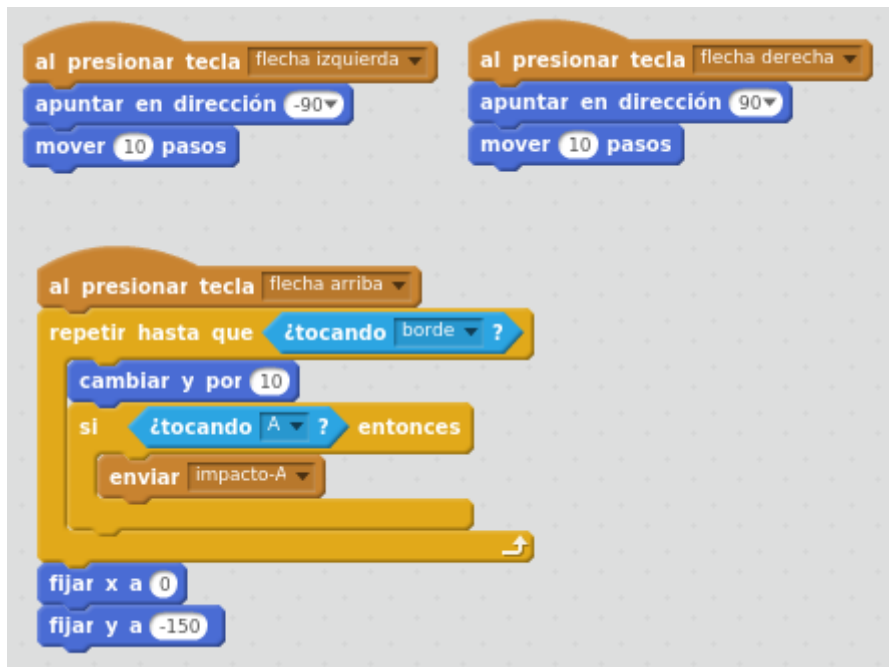 al presionar tecla flecha izquierda
apuntar en dirección -90
mover 10 pasos
al presionar tecla flecha derecha
apuntar en dirección 90
mover 10 pasos
al presionar tecla flecha arriba
repetir hasta que ¿tocando borde ?
cambiar y por 10
si ¿tocando A ? entonces
enviar impacto-A
fijar x a 0
fijar y a -150